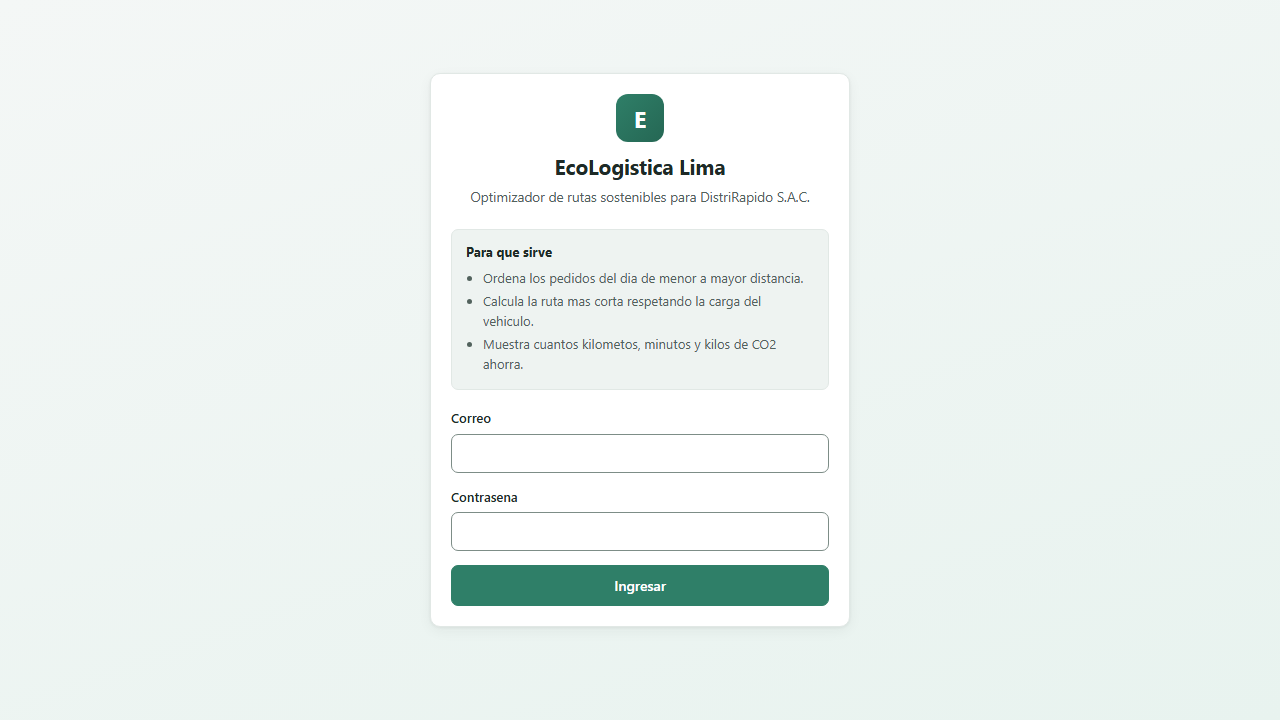 E
EcoLogistica Lima
Optimizador de rutas sostenibles para DistriRapido S.A.C.
Para que sirve
• Ordena los pedidos del dia de menor a mayor distancia.
• Calcula la ruta mas corta respetando la carga del
vehiculo.
• Muestra cuantos kilometos, minutos y kilos de CO2
ahorra.
Correo
Contrasena
Ingresar